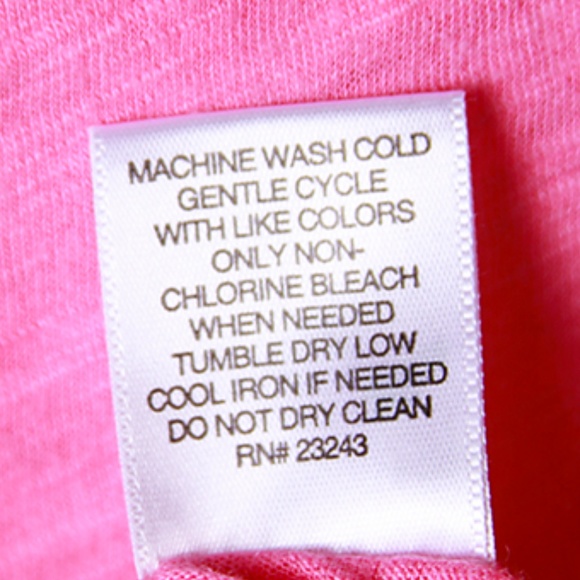 MACHINE WASH COLD
GENTLE CYCLE
WITH LIKE COLORS
ONLY NON-
CHLORINE BLEACH
WHEN NEEDED
TUMBLE DRY LOW
COOL IRON IF NEEDED
DO NOT DRY CLEAN
RN# 23243